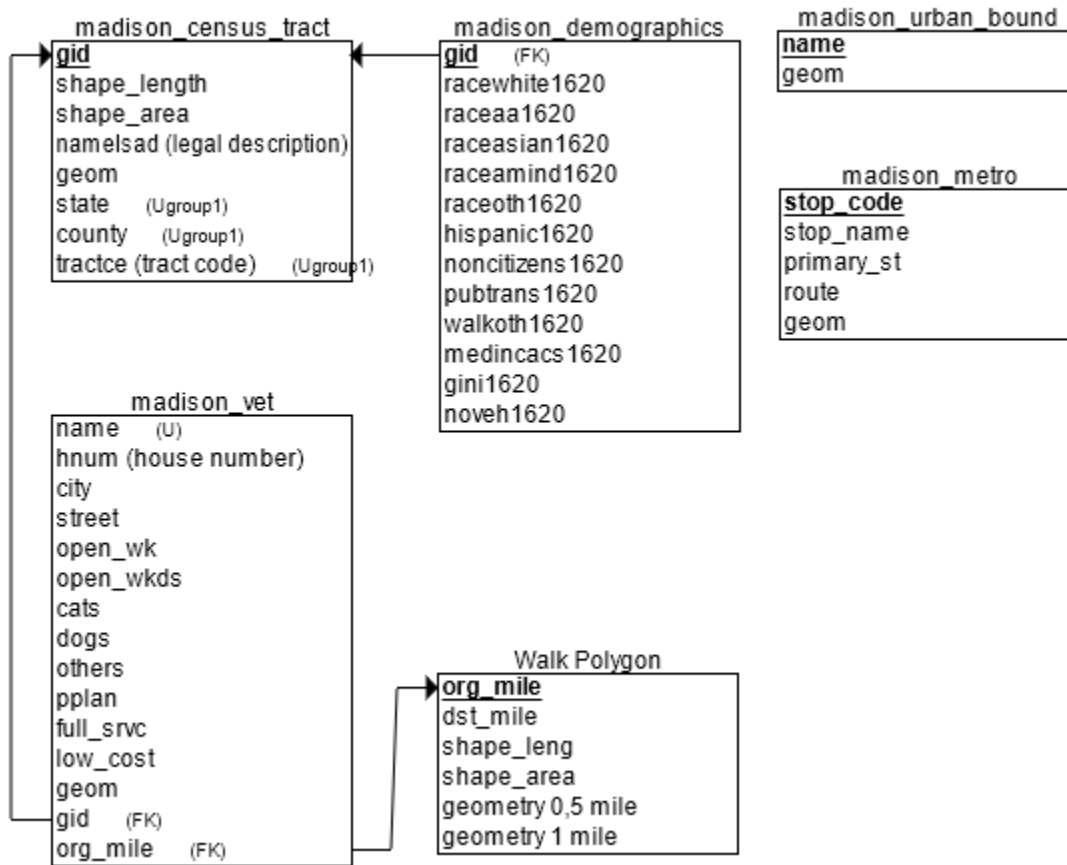 madison_census_tract
gid
shape_length
shape_area
namelsad (legal description)
geom
state (Ugroup1)
county (Ugroup1)
tractce (tract code) (Ugroup1)
madison_demographics
gid (FK)
racewhite1620
raceaa1620
raceasian1620
raceamind1620
raceoth1620
hispanic1620
noncitizens1620
pubtrans1620
walkoth1620
medincacs1620
gini1620
noveh1620
madison_urban_bound
name
geom
madison_metro
stop_code
stop_name
primary_st
route
geom
madison_vet
name (U)
hnum (house number)
city
street
open_wk
open_wkds
cats
dogs
others
pplan
full_srvc
low_cost
geom
gid (FK)
org_mile (FK)
Walk Polygon
org_mile
dst_mile
shape_leng
shape_area
geometry 0,5 mile
geometry 1 mile